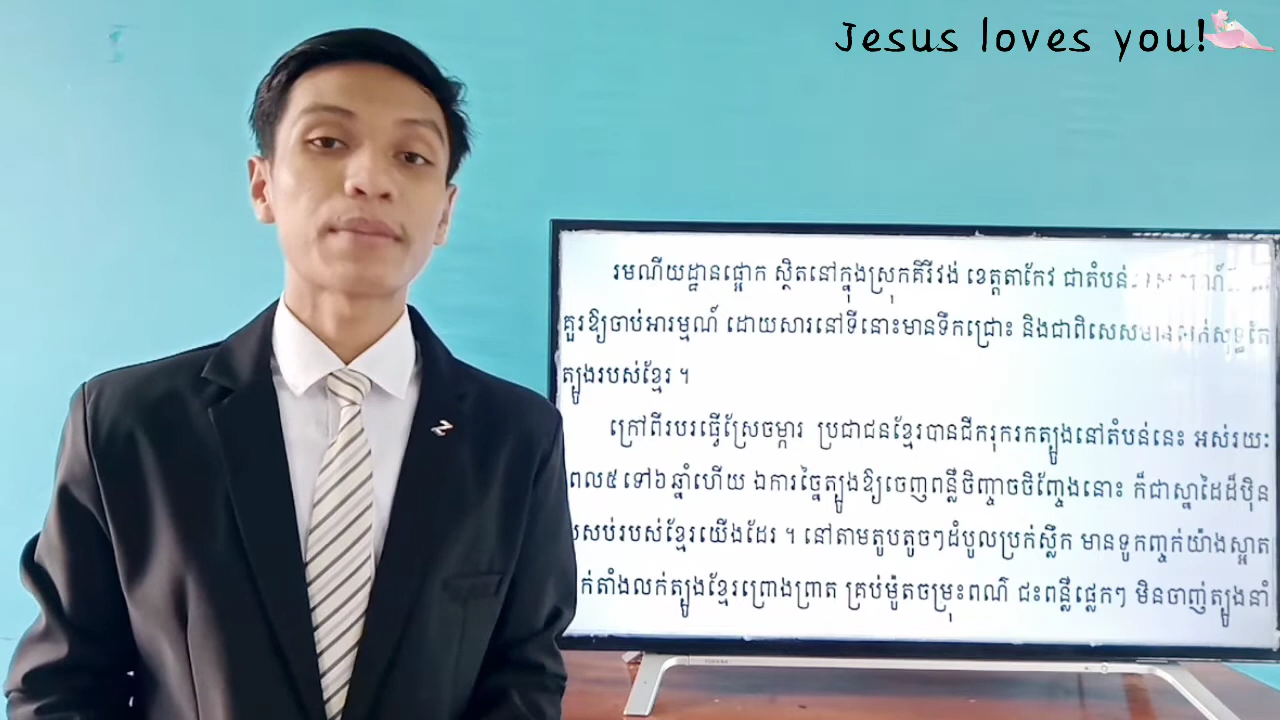 Jesus loves you!
រមណីយដ្ឋានផ្អោក ស្ថិតនៅក្នុងស្រុកគិរីវង់ ខេត្តតាកែវ ជាតំបន់
គួរឱ្យចាប់អារម្មណ៍ ដោយសារនៅទីនោះមានទឹកជ្រោះ និងជាពិសេសមាន សុទ្ធតែ
ត្បូងរបស់ខ្មែរ ។
ក្រៅពីរបរធ្វើស្រែចម្ការ ប្រជាជនខ្មែរបានជីករុករកត្បូងនៅតំបន់នេះ អស់រយៈ
ពេល៥ ទៅ៦ ឆ្នាំហើយ ឯការច្នៃត្បូងឱ្យចេញពន្លឺចិញ្ចាចចិញ្ចែងនោះ ក៏ជាស្នាដៃដ៏ប៉ិន
ប្រសប់របស់ខ្មែរយើងដែរ ។ នៅតាមតូបតូចៗដំបូលប្រក់ស្លឹក មានទូកញ្ចក់យ៉ាងស្អាត
ក់តាំងលក់ត្បូងខ្មែរព្រោងព្រាត គ្រប់ម៉ូតចម្រុះពណ៌ ជះពន្លឺផ្លេកៗ មិនចាញ់ត្បូងនាំ
Z